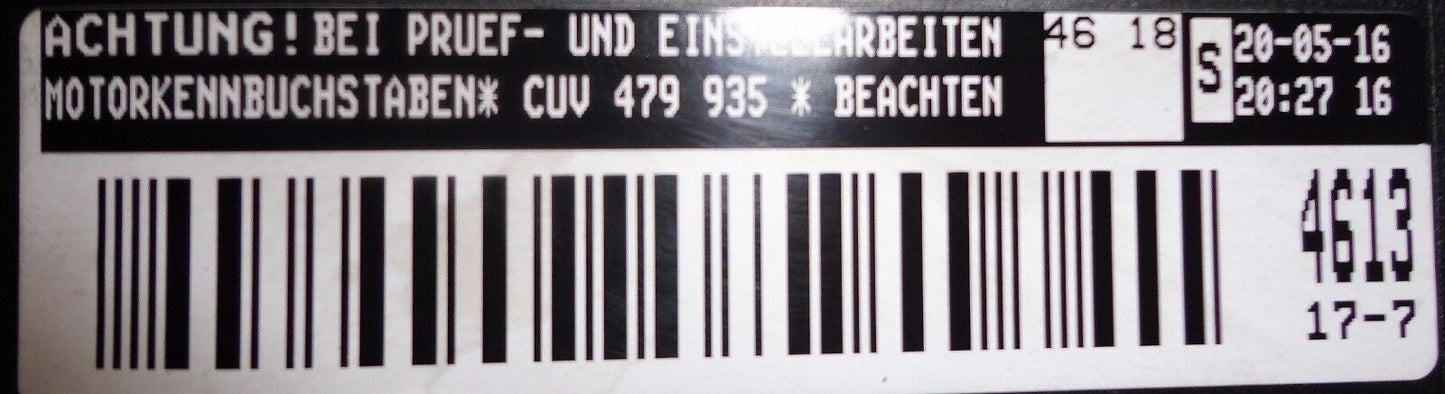 ACHTUNG! BEI PRUEF- UND EINSTELLARBEITEN
MOTORKENNBUCHSTABEN* CUV 479 935 * BEACHTEN
46 18
S
20-05-16
20:27 16
4613
17-7